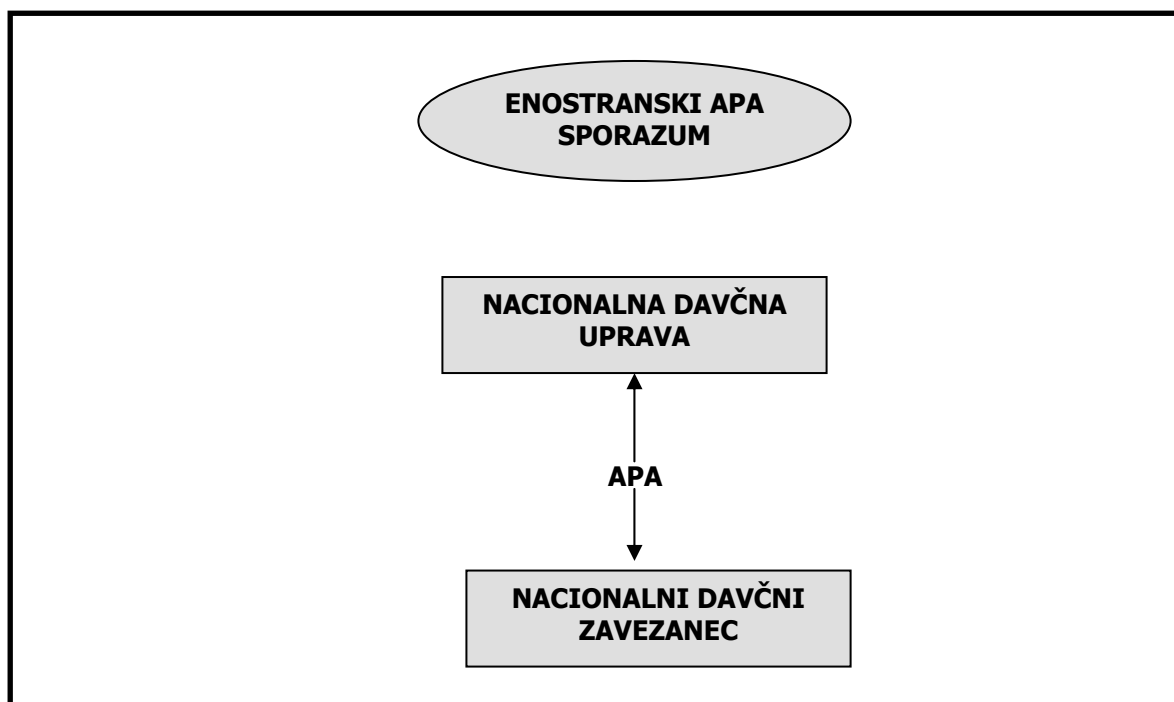 ENOSTRANSKI APA
SPORAZUM
NACIONALNA DAVČNA
UPRAVA
APA
NACIONALNI DAVČNI
ZAVEZANEC